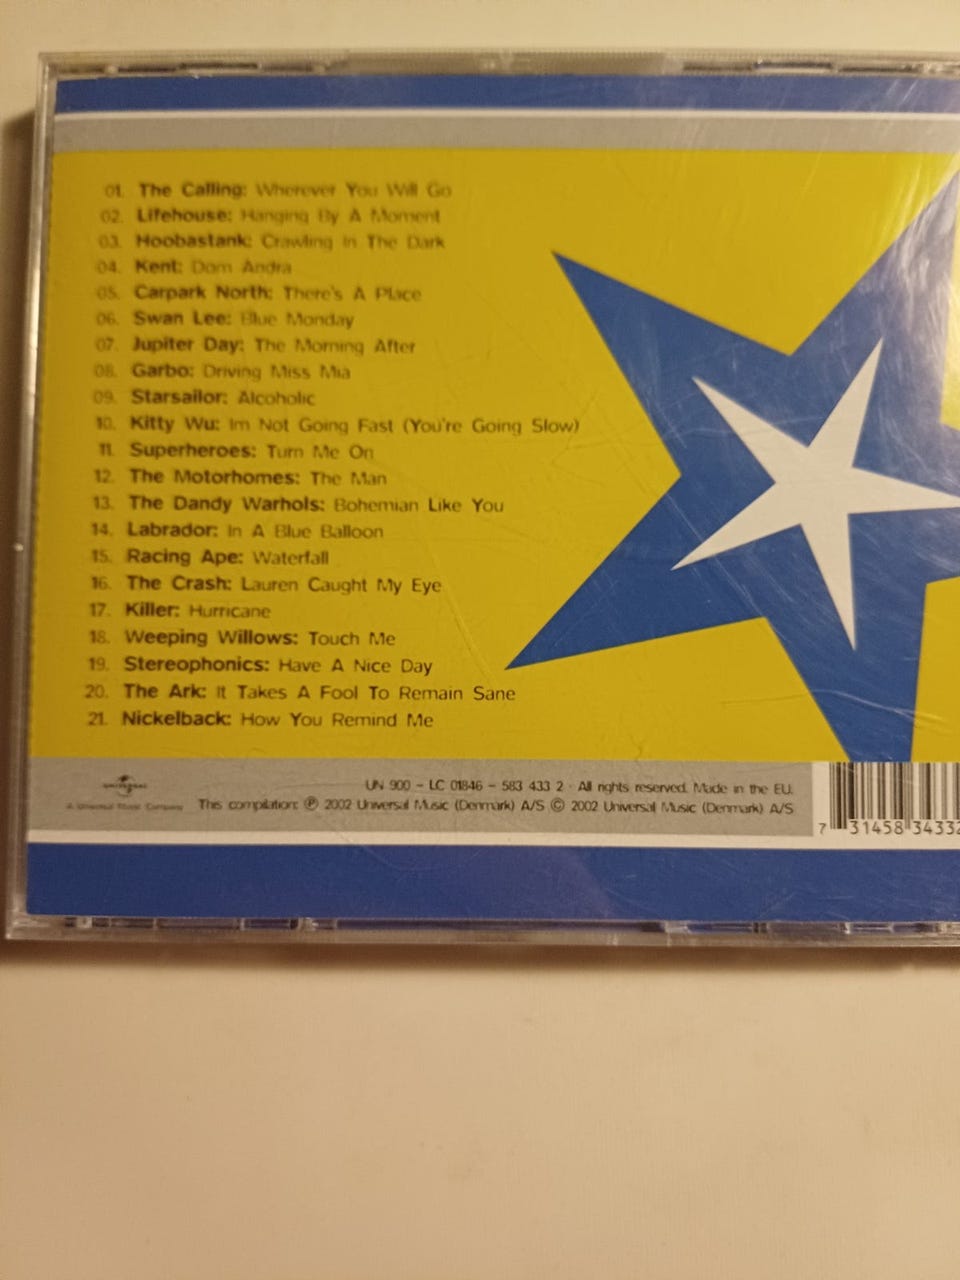 01. The Calling: Wherever You Will Go
02. Lifehouse: Hanging By A Moment
03. Hoobastank: Crawling In The Dark
04. Kent: Dom Andra
05. Carpark North: There's A Place
06. Swan Lee: Blue Monday
07. Jupiter Day: The Morning After
08. Garbo: Driving Miss Mia
09. Starsailor: Alcoholic
10. Kitty Wu: Im Not Going Fast (You're Going Slow)
11. Superheroes: Turn Me On
12. The Motorhomes: The Man
13. The Dandy Warhols: Bohemian Like You
14. Labrador: In A Blue Balloon
15. Racing Ape: Waterfall
16. The Crash: Lauren Caught My Eye
17. Killer: Hurricane
18. Weeping Willows: Touch Me
19. Stereophonics: Have A Nice Day
20. The Ark: It Takes A Fool To Remain Sane
21. Nickelback: How You Remind Me
UNIVERSAL
A Universal Music Company
UN 900 - LC 01846 - 583 433 2 · All rights reserved. Made in the EU.
This compilation: ℗ 2002 Universal Music (Denmark) A/S © 2002 Universal Music (Denmark) A/S
7 31458 34332